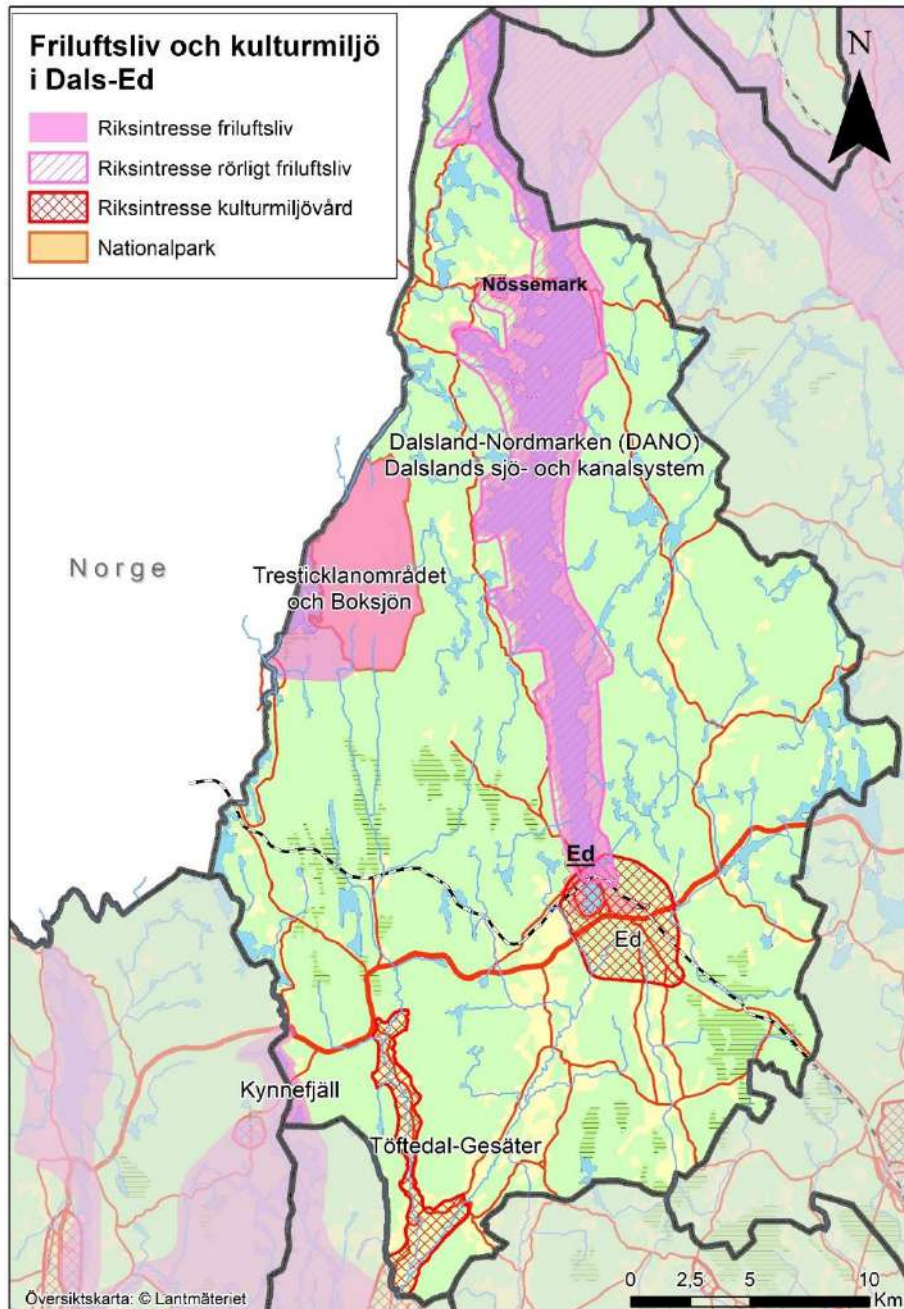 Friluftsliv och kulturmiljö
i Dals-Ed
Riksintresse friluftsliv
Riksintresse rörligt friluftsliv
Riksintresse kulturmiljövård
Nationalpark
N
Nössemark
Dalsland-Nordmarken (DANO)
Dalslands sjö- och kanalsystem
Norge
Tresticklanområdet
och Boksjön
Ed
Ed
Kynnefjäll
Töftedal-Gesäter
0 2,5 5 10
Km
Översiktskarta: © Lantmäteriet